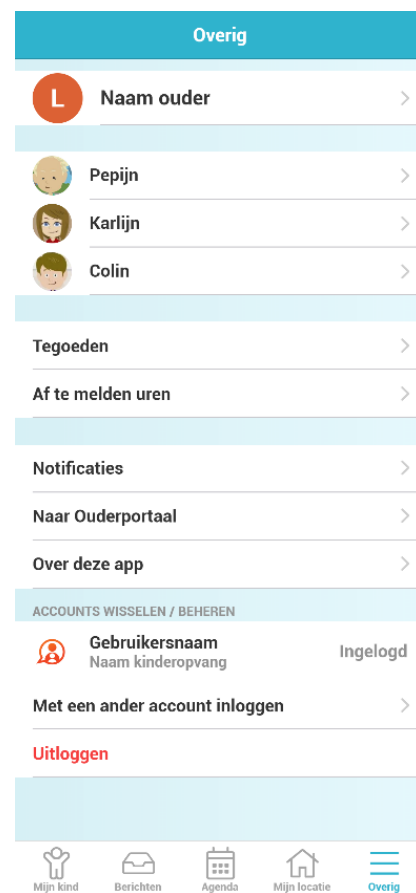 Overig
L
Naam ouder
Pepijn
Karlijn
Colin
Tegoeden
Af te melden uren
Notificaties
Naar Ouderportaal
Over deze app
ACCOUNTS WISSELEN / BEHEREN
Gebruikersnaam
Naam kinderopvang
Ingelogd
Met een ander account inloggen
Uitloggen
Mijn kind Berichten Agenda Mijn locatie Overig